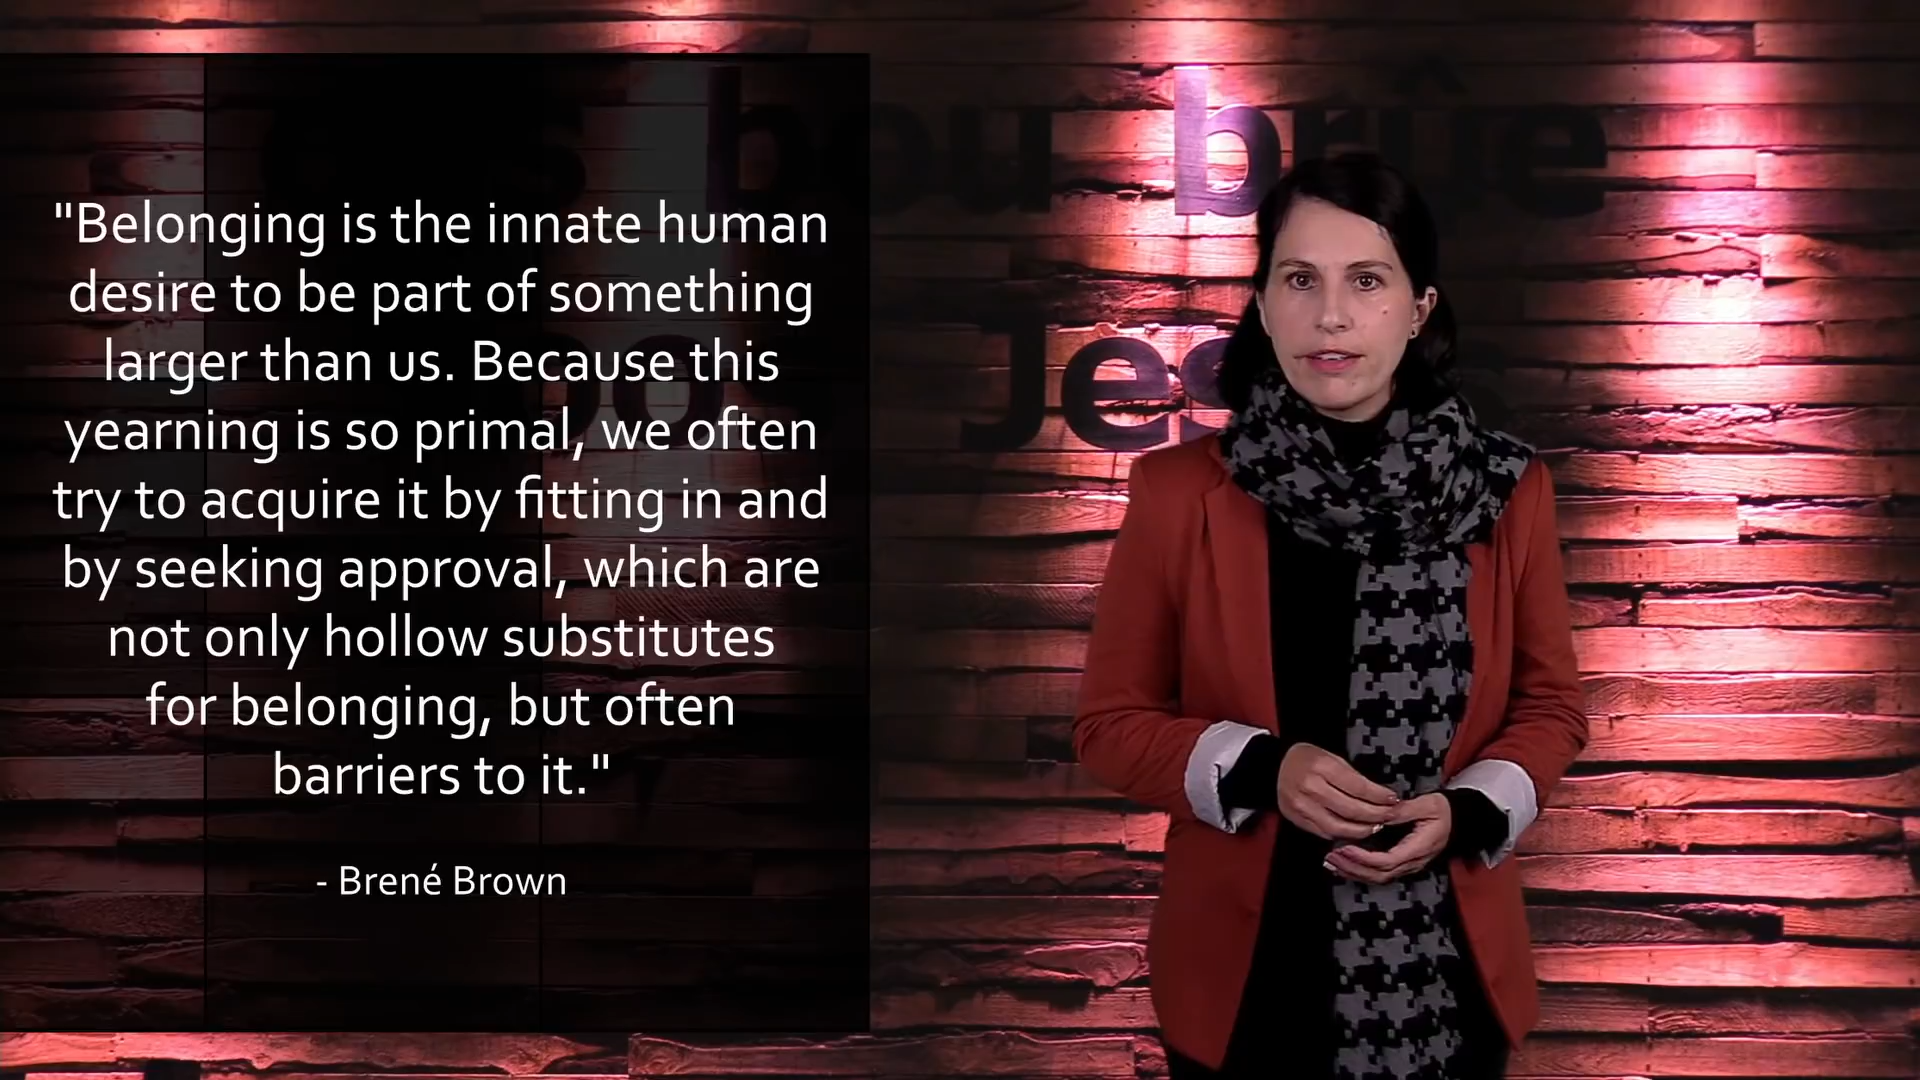 "Belonging is the innate human
desire to be part of something
larger than us. Because this
yearning is so primal, we often
try to acquire it by fitting in and
by seeking approval, which are
not only hollow substitutes
for belonging, but often
barriers to it."
- Brené Brown
bou brûe